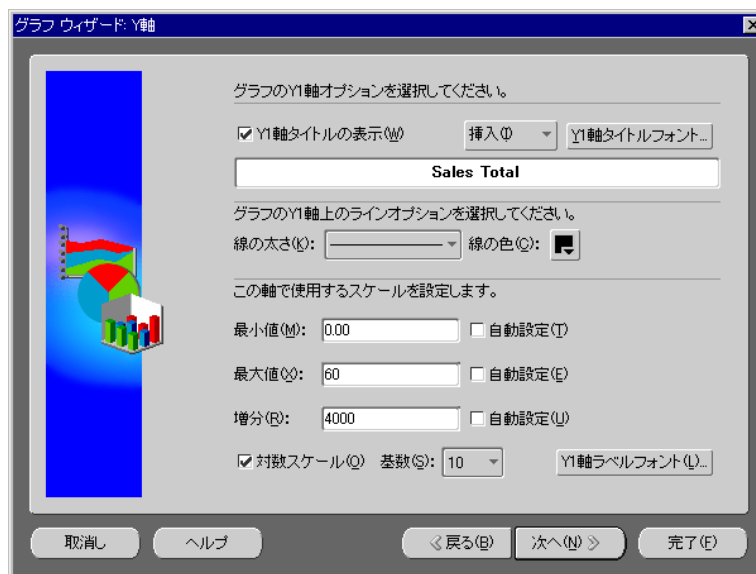 グラフ ウィザード: Y軸
グラフのY1軸オプションを選択してください。
Y1軸タイトルの表示(W) 挿入(I) Y1軸タイトルフォント...
Sales Total
グラフのY1軸上のラインオプションを選択してください。
線の太さ(K): 線の色(C):
この軸で使用するスケールを設定します。
最小値(M): 0.00 自動設定(T)
最大値(X): 60 自動設定(E)
増分(R): 4000 自動設定(U)
対数スケール(O) 基数(S): 10 Y1軸ラベルフォント(L)...
取消し ヘルプ 戻る(B) 次へ(N) 完了(F)